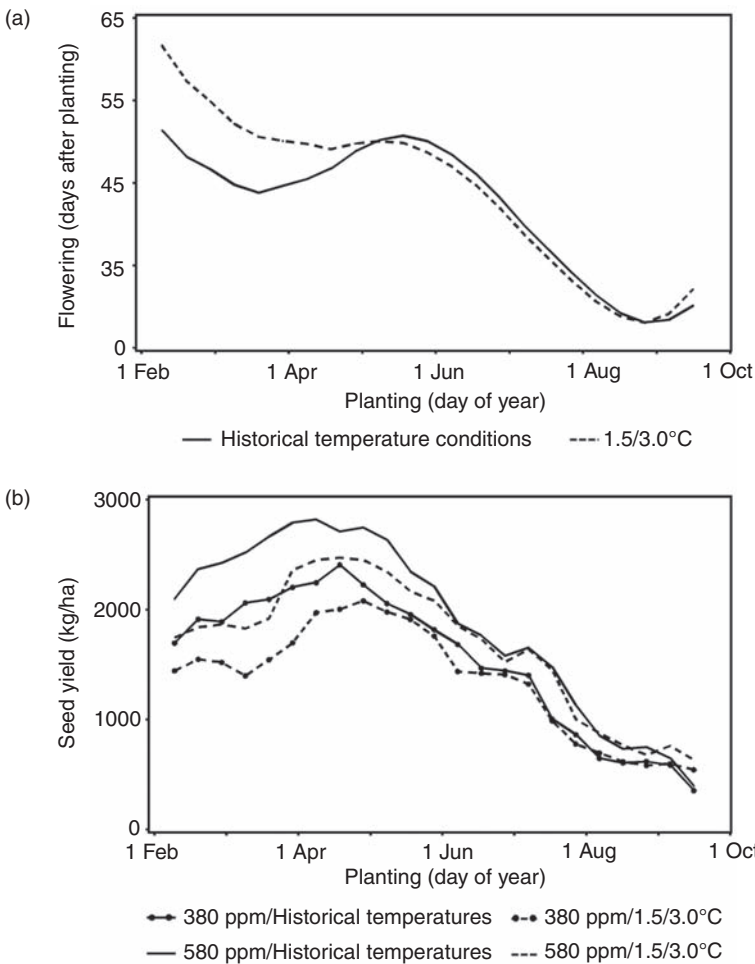 (a)
65
55
45
35
0
Flowering (days after planting)
1 Feb 1 Apr 1 Jun 1 Aug 1 Oct
Planting (day of year)
Historical temperature conditions 1.5/3.0°C
(b)
3000
2000
1000
0
Seed yield (kg/ha)
1 Feb 1 Apr 1 Jun 1 Aug 1 Oct
Planting (day of year)
380 ppm/Historical temperatures 380 ppm/1.5/3.0°C
580 ppm/Historical temperatures 580 ppm/1.5/3.0°C